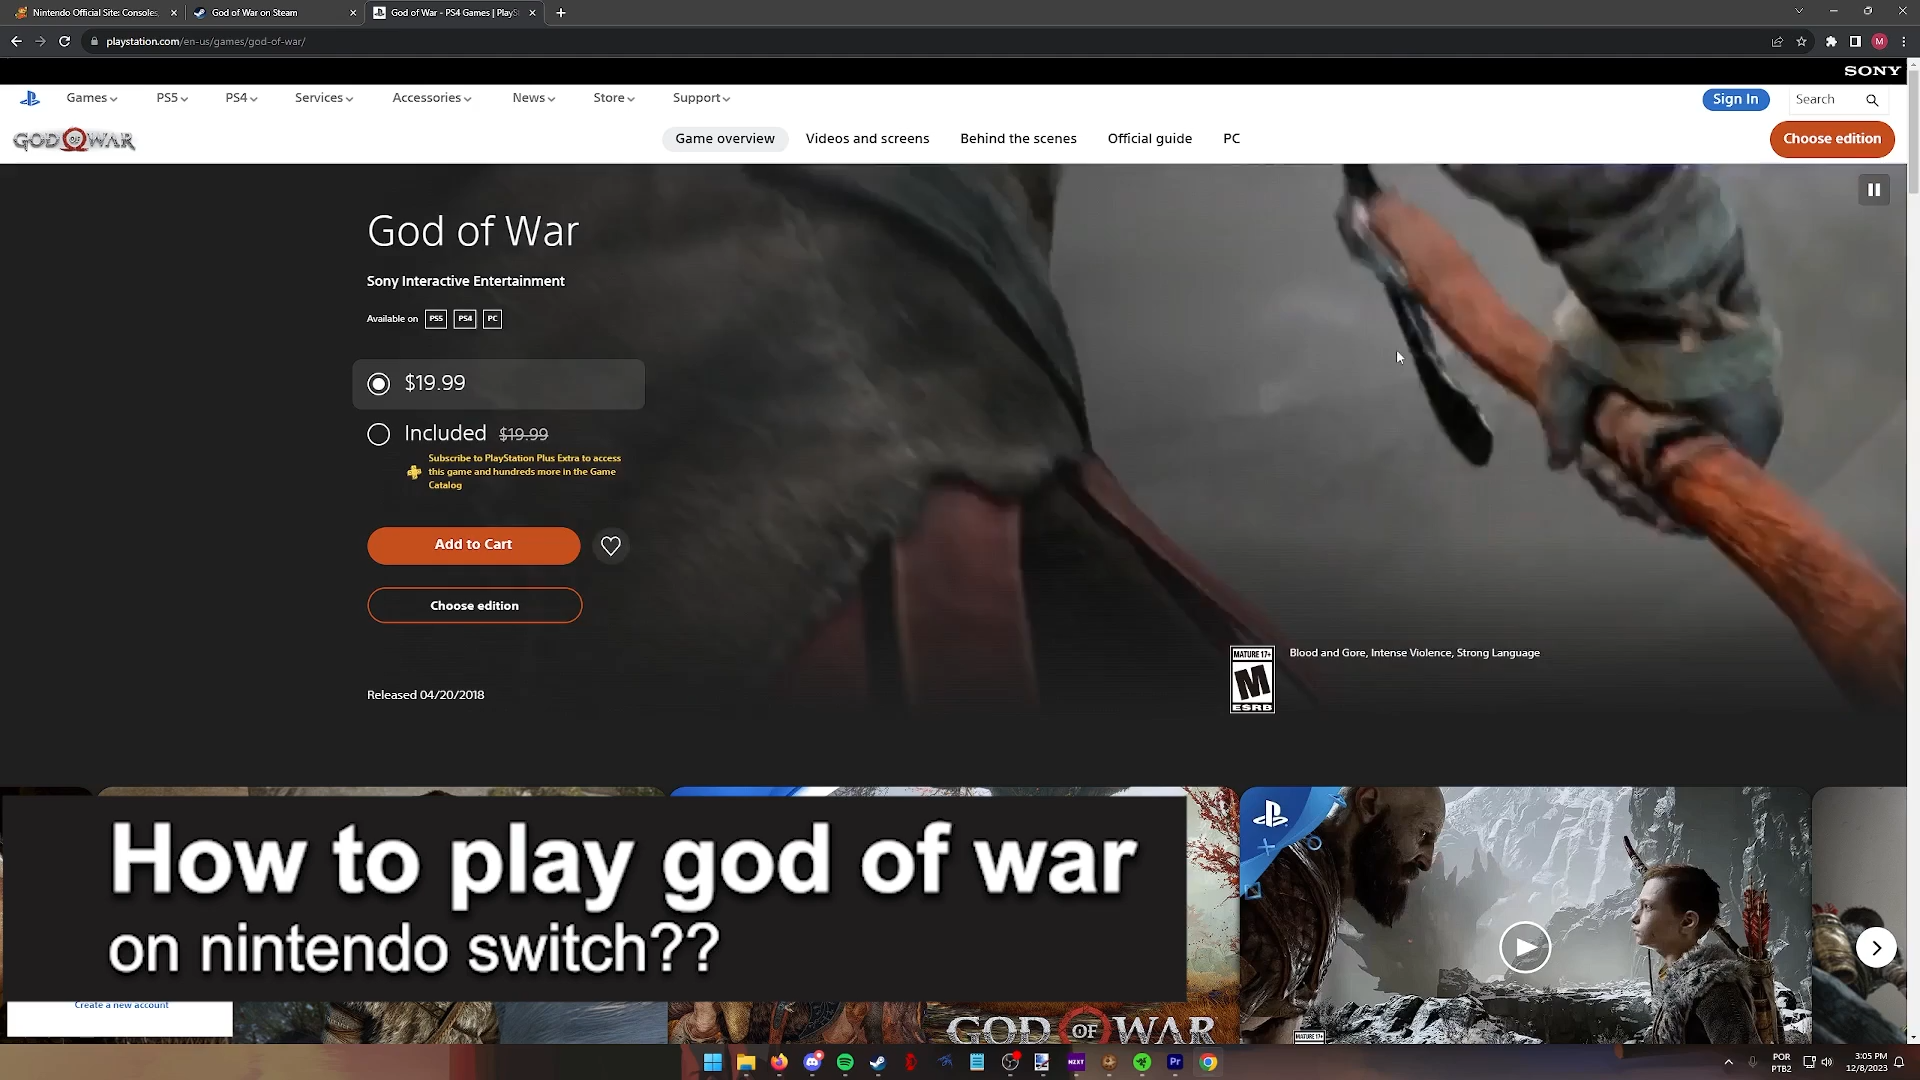 Nintendo Official Site: Consoles,
God of War on Steam
God of War - PS4 Games | PlaySt
playstation.com/en-us/games/god-of-war/
M
SONY
Games
PS5
PS4
Services
Accessories
News
Store
Support
Sign In
Search
GOD OF WAR
Game overview
Videos and screens
Behind the scenes
Official guide
PC
Choose edition
God of War
Sony Interactive Entertainment
Available on PS5 PS4 PC
$19.99
Included $19.99
Subscribe to PlayStation Plus Extra to access
this game and hundreds more in the Game
Catalog
Add to Cart
Choose edition
Released 04/20/2018
MATURE 17+
M
ESRB
Blood and Gore, Intense Violence, Strong Language
How to play god of war
on nintendo switch??
Create a new account
GOD OF WAR
MATURE 17+
NZXT
Pr
POR
PTB2
3:05 PM
12/8/2023